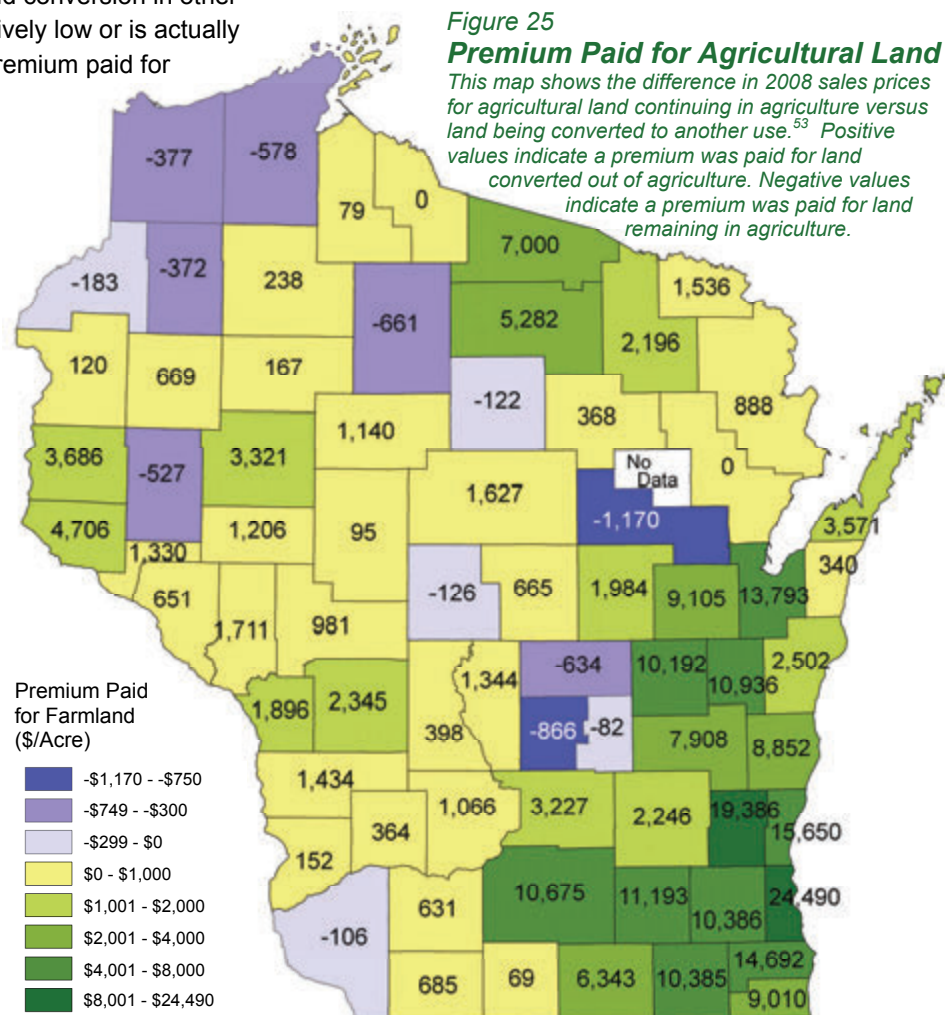 nd conversion in other
ively low or is actually
remium paid for
Figure 25
Premium Paid for Agricultural Land
This map shows the difference in 2008 sales prices
for agricultural land continuing in agriculture versus
land being converted to another use.53 Positive
values indicate a premium was paid for land
converted out of agriculture. Negative values
indicate a premium was paid for land
remaining in agriculture.
-377
-578
79
0
7,000
-183
-372
238
-661
5,282
2,196
1,536
120
669
167
-122
368
888
1,140
3,686
-527
3,321
1,627
No
Data
0
4,706
1,330
1,206
95
-1,170
3,571
651
1,711
981
-126
665
1,984
9,105
13,793
340
1,896
2,345
398
1,344
-634
10,192
10,936
2,502
-866
-82
7,908
8,852
1,434
1,066
3,227
2,246
19,386
15,650
152
364
-106
631
10,675
11,193
10,386
24,490
685
69
6,343
10,385
14,692
9,010
Premium Paid
for Farmland
($/Acre)
-$1,170 - -$750
-$749 - -$300
-$299 - $0
$0 - $1,000
$1,001 - $2,000
$2,001 - $4,000
$4,001 - $8,000
$8,001 - $24,490